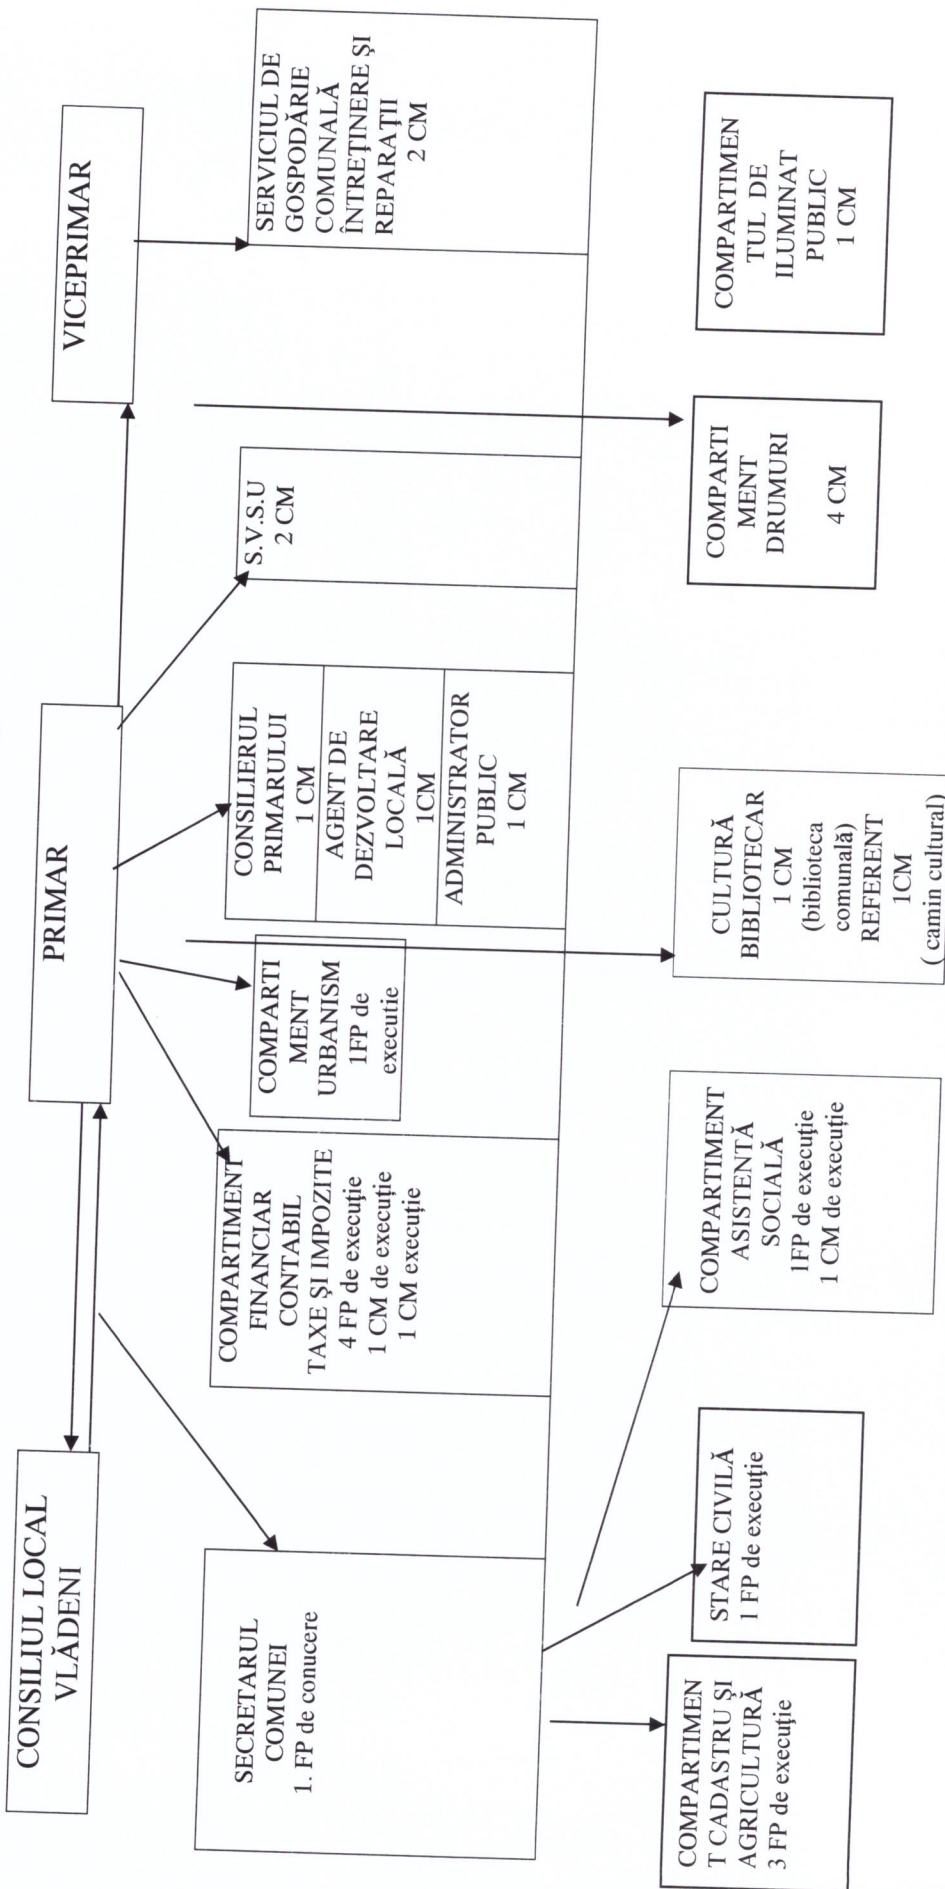 CONSILIUL LOCAL
VLĂDENI
PRIMAR
VICEPRIMAR
SECRETARUL
COMUNEI
1. FP de conucere
COMPARTIMENT
FINANCIAR
CONTABIL
TAXE ŞI IMPOZITE
4 FP de execuţie
1 CM de execuţie
1 CM execuţie
COMPARTI
MENT
URBANISM
1FP de
executie
CONSILIERUL
PRIMARULUI
1 CM
AGENT DE
DEZVOLTARE
LOCALĂ
1CM
ADMINISTRATOR
PUBLIC
1 CM
S.V.S.U
2 CM
SERVICIUL DE
GOSPODĂRIE
COMUNALĂ
ÎNTREŢINERE ŞI
REPARAŢII
2 CM
COMPARTIMEN
T CADASTRU ŞI
AGRICULTURĂ
3 FP de execuţie
STARE CIVILĂ
1 FP de execuţie
COMPARTIMENT
ASISTENTĂ
SOCIALĂ
1FP de execuţie
1 CM de execuţie
CULTURĂ
BIBLIOTECAR
1 CM
(biblioteca
comunală)
REFERENT
1CM
( camin cultural)
COMPARTI
MENT
DRUMURI
4 CM
COMPARTIMEN
TUL DE
ILUMINAT
PUBLIC
1 CM